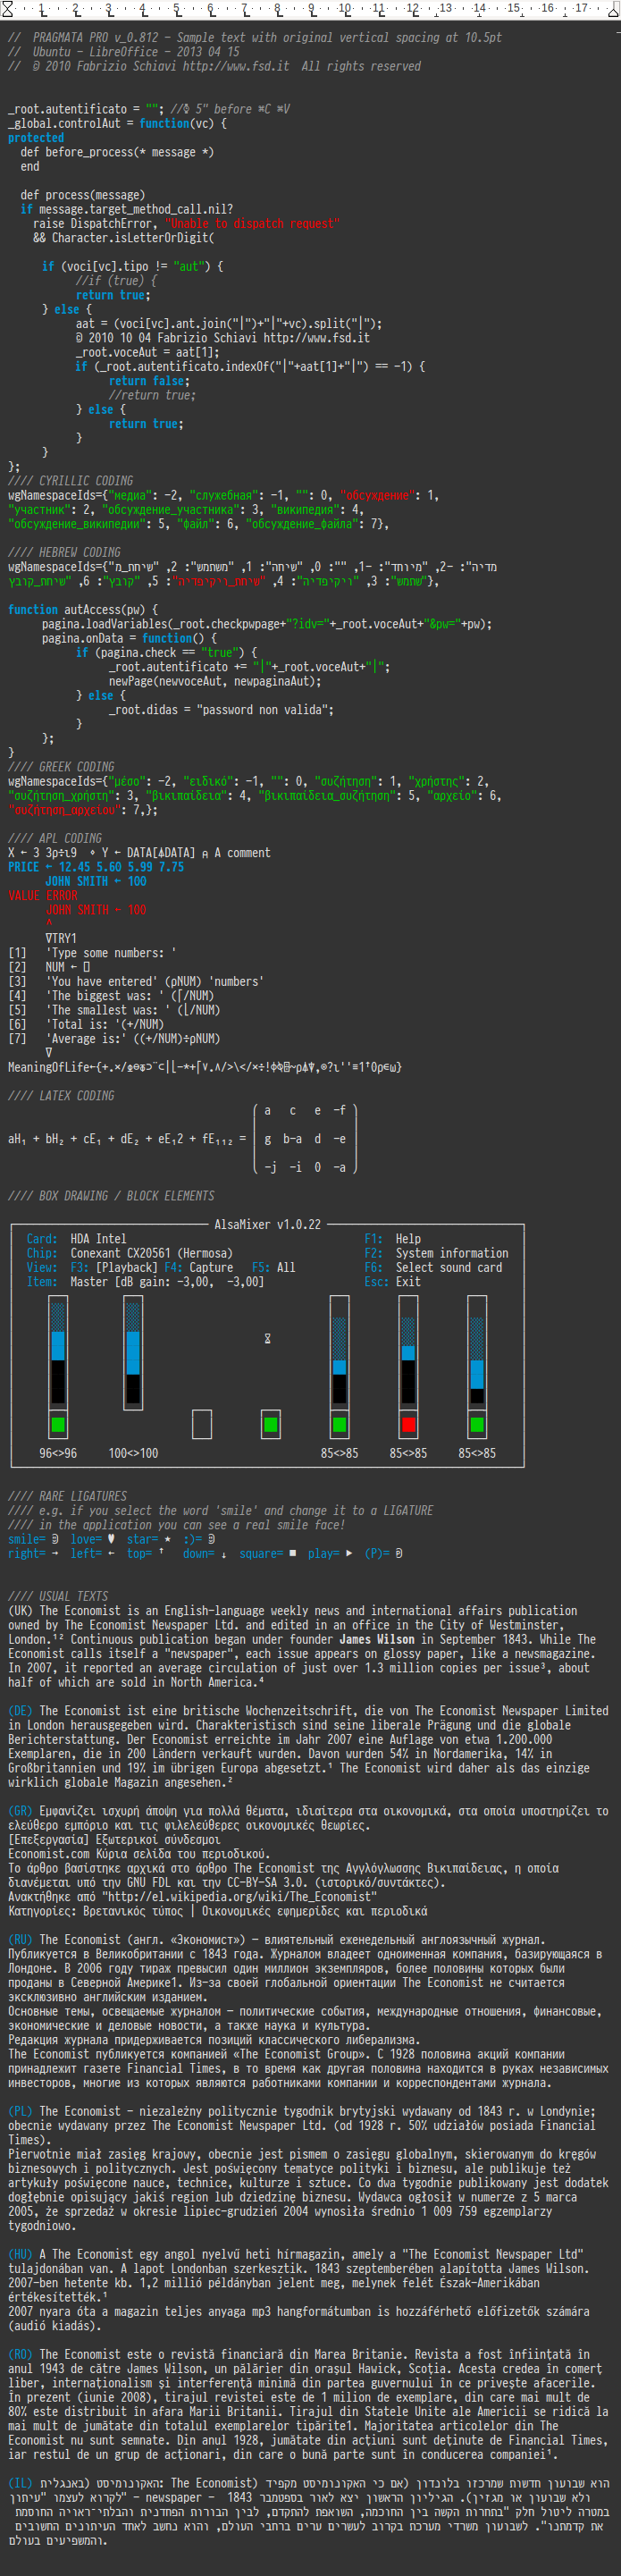 1 2 3 4 5 6 7 8 9 10 11 12 13 14 15 16 17
// PRAGMATA PRO v_0.812 - Sample text with original vertical spacing at 10.5pt
// Ubuntu - LibreOffice - 2013 04 15
// © 2010 Fabrizio Schiavi http://www.fsd.it All rights reserved
_root.autentificato = ""; //⌽ 5" before ⌘C ⌘V
_global.controlAut = function(vc) {
protected
def before_process(* message *)
end
def process(message)
if message.target_method_call.nil?
raise DispatchError, "Unable to dispatch request"
&& Character.isLetterOrDigit(
if (voci[vc].tipo != "aut") {
//if (true) {
return true;
} else {
aat = (voci[vc].ant.join("|")+"|"+vc).split("|");
© 2010 10 04 Fabrizio Schiavi http://www.fsd.it
_root.voceAut = aat[1];
if (_root.autentificato.indexOf("|"+aat[1]+"|") == -1) {
return false;
//return true;
} else {
return true;
}
}
};
//// CYRILLIC CODING
wgNamespaceIds={"медиа": -2, "служебная": -1, "": 0, "обсуждение": 1,
"участник": 2, "обсуждение_участника": 3, "википедия": 4,
"обсуждение_википедии": 5, "файл": 6, "обсуждение_файла": 7},
//// HEBREW CODING
wgNamespaceIds={"מדיה": -2, "מיוחד": -1, "": 0, "שיחה": 1, "משתמש": 2, "שיחת_מ
שתמש": 3, "ויקיפדיה": 4, "שיחת_ויקיפדיה": 5, "קובץ": 6, "שיחת_קובץ"},
function autAccess(pw) {
pagina.loadVariables(_root.checkpwpage+"?idv="+_root.voceAut+"&pw="+pw);
pagina.onData = function() {
if (pagina.check == "true") {
_root.autentificato += "|"+_root.voceAut+"|";
newPage(newvoceAut, newpaginaAut);
} else {
_root.didas = "password non valida";
}
};
}
//// GREEK CODING
wgNamespaceIds={"μέσο": -2, "ειδικό": -1, "": 0, "συζήτηση": 1, "χρήστης": 2,
"συζήτηση_χρήστη": 3, "βικιπαίδεια": 4, "βικιπαίδεια_συζήτηση": 5, "αρχείο": 6,
"συζήτηση_αρχείου": 7,};
//// APL CODING
X ← 3 3⍴÷⍳9 ⋄ Y ← DATA[⍋DATA] ⍝ A comment
PRICE ← 12.45 5.60 5.99 7.75
JOHN SMITH ← 100
VALUE ERROR
JOHN SMITH ← 100
^
∇TRY1
[1] 'Type some numbers: '
[2] NUM ← ⎕
[3] 'You have entered' (⍴NUM) 'numbers'
[4] 'The biggest was: ' (⌈/NUM)
[5] 'The smallest was: ' (⌊/NUM)
[6] 'Total is: '(+/NUM)
[7] 'Average is:' ((+/NUM)÷⍴NUM)
∇
//// LATEX CODING
⎛ a c e -f ⎞
aH₁ + bH₂ + cE₁ + dE₂ + eE₁2 + fE₁₁₂ = g b-a d -e
⎝ -j -i 0 -a ⎠
//// BOX DRAWING / BLOCK ELEMENTS
AlsaMixer v1.0.22
Card: HDA Intel F1: Help
Chip: Conexant CX20561 (Hermosa) F2: System information
View: F3: [Playback] F4: Capture F5: All F6: Select sound card
Item: Master [dB gain: -3,00, -3,00] Esc: Exit
96<>96 100<>100 85<>85 85<>85 85<>85
//// RARE LIGATURES
//// e.g. if you select the word 'smile' and change it to a LIGATURE
//// in the application you can see a real smile face!
smile= love= ♥ star= ★ :)=
right= → left= ← top= ↑ down= ↓ square= ■ play= ▶ (P)= ℗
//// USUAL TEXTS
(UK) The Economist is an English-language weekly news and international affairs publication
owned by The Economist Newspaper Ltd. and edited in an office in the City of Westminster,
London.¹² Continuous publication began under founder James Wilson in September 1843. While The
Economist calls itself a "newspaper", each issue appears on glossy paper, like a newsmagazine.
In 2007, it reported an average circulation of just over 1.3 million copies per issue³, about
half of which are sold in North America.⁴
(DE) The Economist ist eine britische Wochenzeitschrift, die von The Economist Newspaper Limited
in London herausgegeben wird. Charakteristisch sind seine liberale Prägung und die globale
Berichterstattung. Der Economist erreichte im Jahr 2007 eine Auflage von etwa 1.200.000
Exemplaren, die in 200 Ländern verkauft wurden. Davon wurden 54% in Nordamerika, 14% in
Großbritannien und 19% im übrigen Europa abgesetzt.¹ The Economist wird daher als das einzige
wirklich globale Magazin angesehen.²
(GR) Εμφανίζει ισχυρή άποψη για πολλά θέματα, ιδιαίτερα στα οικονομικά, στα οποία υποστηρίζει το
ελεύθερο εμπόριο και τις φιλελεύθερες οικονομικές θεωρίες.
[Επεξεργασία] Εξωτερικοί σύνδεσμοι
Economist.com Κύρια σελίδα του περιοδικού.
Το άρθρο βασίστηκε αρχικά στο άρθρο The Economist της Αγγλόγλωσσης Βικιπαίδειας, η οποία
διανέμεται υπό την GNU FDL και την CC-BY-SA 3.0. (ιστορικό/συντάκτες).
Ανακτήθηκε από "http://el.wikipedia.org/wiki/The_Economist"
Κατηγορίες: Βρετανικός τύπος | Οικονομικές εφημερίδες και περιοδικά
(RU) The Economist (англ. «Экономист») — влиятельный еженедельный англоязычный журнал.
Публикуется в Великобритании с 1843 года. Журналом владеет одноименная компания, базирующаяся в
Лондоне. В 2006 году тираж превысил один миллион экземпляров, более половины которых были
проданы в Северной Америке1. Из-за своей глобальной ориентации The Economist не считается
эксклюзивно английским изданием.
Основные темы, освещаемые журналом — политические события, международные отношения, финансовые,
экономические и деловые новости, а также наука и культура.
Редакция журнала придерживается позиций классического либерализма.
The Economist публикуется компанией «The Economist Group». С 1928 половина акций компании
принадлежит газете Financial Times, в то время как другая половина находится в руках независимых
инвесторов, многие из которых являются работниками компании и корреспондентами журнала.
(PL) The Economist – niezależny politycznie tygodnik brytyjski wydawany od 1843 r. w Londynie;
obecnie wydawany przez The Economist Newspaper Ltd. (od 1928 r. 50% udziałów posiada Financial
Times).
Pierwotnie miał zasięg krajowy, obecnie jest pismem o zasięgu globalnym, skierowanym do kręgów
biznesowych i politycznych. Jest poświęcony tematyce polityki i biznesu, ale publikuje też
artykuły poświęcone nauce, technice, kulturze i sztuce. Co dwa tygodnie publikowany jest dodatek
dogłębnie opisujący jakiś region lub dziedzinę biznesu. Wydawca ogłosił w numerze z 5 marca
2005, że sprzedaż w okresie lipiec–grudzień 2004 wynosiła średnio 1 009 759 egzemplarzy
tygodniowo.
(HU) A The Economist egy angol nyelvű heti hírmagazin, amely a "The Economist Newspaper Ltd"
tulajdonában van. A lapot Londonban szerkesztik. 1843 szeptemberében alapította James Wilson.
2007-ben hetente kb. 1,2 millió példányban jelent meg, melynek felét Észak-Amerikában
értékesítették.¹
2007 nyara óta a magazin teljes anyaga mp3 hangformátumban is hozzáférhető előfizetők számára
(audió kiadás).
(RO) The Economist este o revistă financiară din Marea Britanie. Revista a fost înființată în
anul 1943 de către James Wilson, un pălărier din orașul Hawick, Scoția. Acesta credea în comerț
liber, internaționalism și interferență minimă din partea guvernului în ce privește afacerile.
În prezent (iunie 2008), tirajul revistei este de 1 milion de exemplare, din care mai mult de
80% este distribuit în afara Marii Britanii. Tirajul din Statele Unite ale Americii se ridică la
mai mult de jumătate din totalul exemplarelor tipărite1. Majoritatea articolelor din The
Economist nu sunt semnate. Din anul 1928, jumătate din acțiuni sunt deținute de Financial Times,
iar restul de un grup de acționari, din care o bună parte sunt în conducerea companiei¹.
(IL) האקונומיסט (באנגלית: The Economist) הוא שבועון חדשות שמרכזו בלונדון (אם כי האקונומיסט מקפיד
לקרוא לעצמו "עיתון" - newspaper - ולא שבועון או מגזין). הגיליון הראשון יצא לאור בספטמבר 1843
במטרה ליטול חלק "בתחרות הקשה בין החוכמה, השואפת להתקדם, לבין הבורות הפחדנית והבלתי־ראויה החוסמת
את קדמתנו". לשבועון משרדי מערכת בקרוב לעשרים ערים ברחבי העולם, והוא נחשב לאחד העיתונים החשובים
והמשפיעים בעולם.